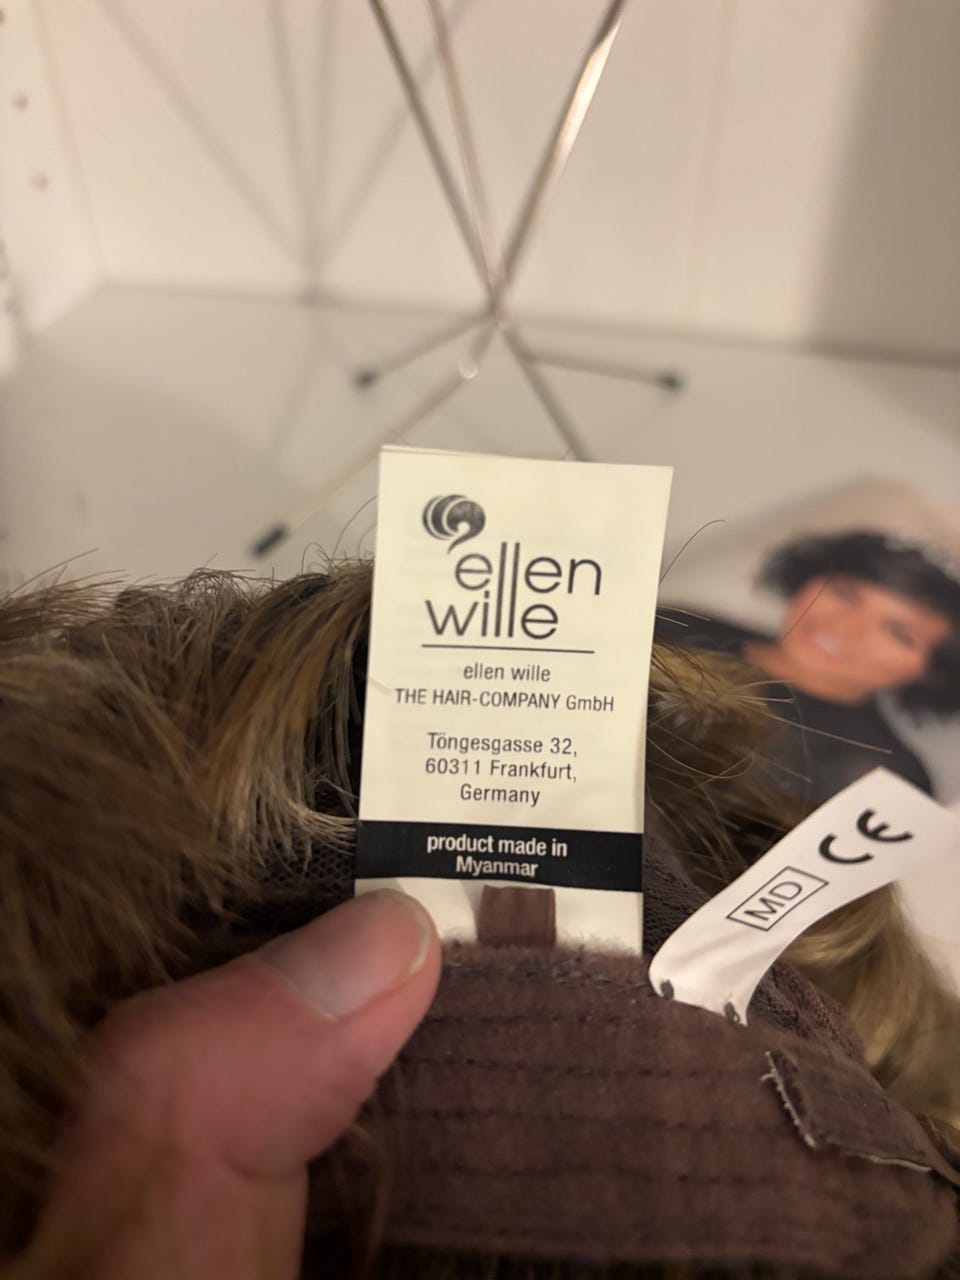 ellen
wille
ellen wille
THE HAIR-COMPANY GmbH
Töngesgasse 32,
60311 Frankfurt,
Germany
product made in
Myanmar
MD CE